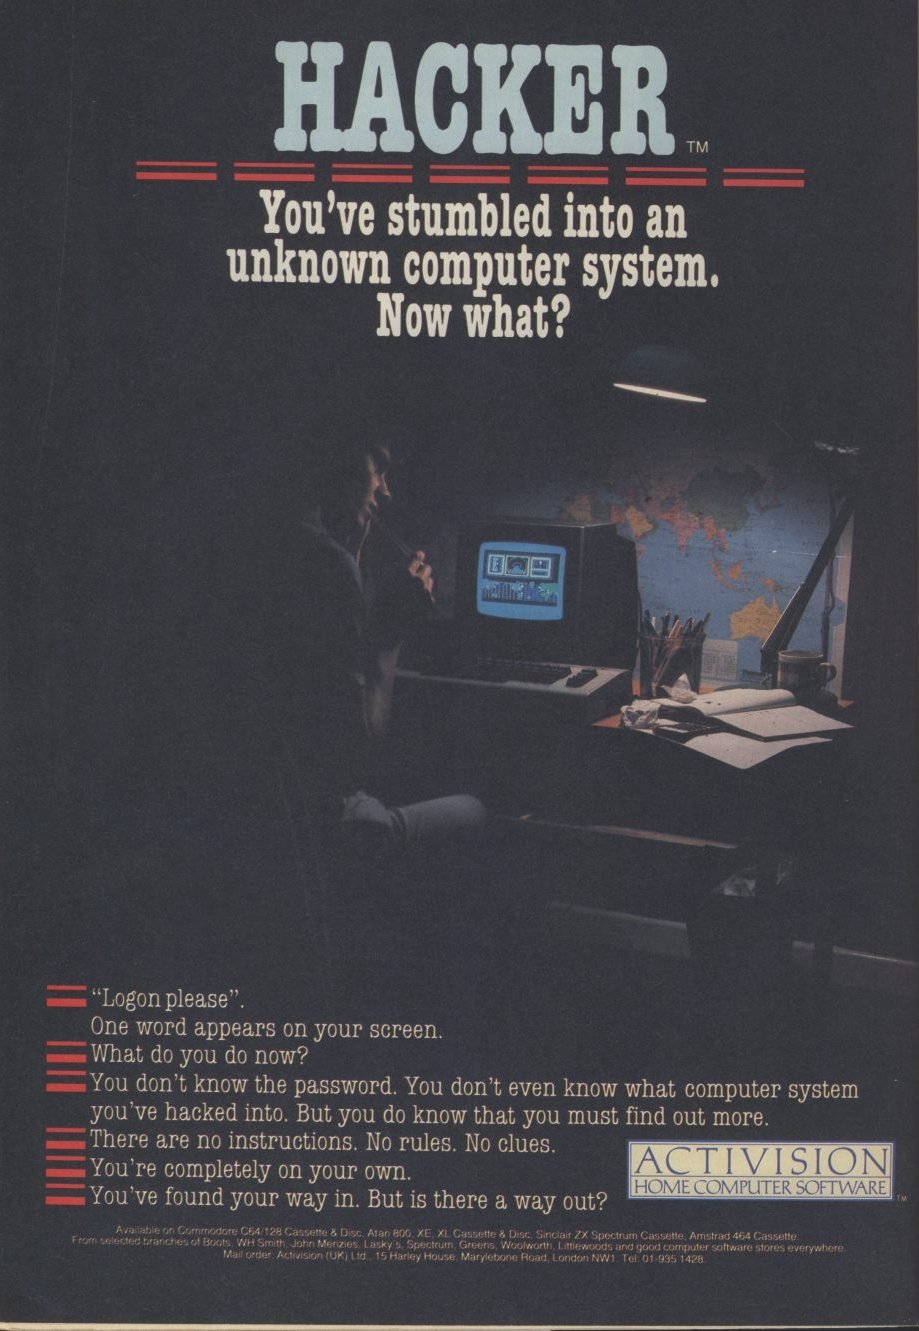 HACKER TM
You've stumbled into an
unknown computer system.
Now what?
"Logon please".
One word appears on your screen.
What do you do now?
You don't know the password. You don't even know what computer system
you've hacked into. But you do know that you must find out more.
There are no instructions. No rules. No clues.
You're completely on your own.
You've found your way in. But is there a way out?
ACTIVISION
HOME COMPUTER SOFTWARE TM
Available on Commodore C64/128 Cassette & Disc, Atari 800, XE, XL Cassette & Disc, Sinclair ZX Spectrum Cassette, Amstrad 464 Cassette.
From selected branches of Boots, WH Smith, John Menzies, Lasky's, Spectrum, Greens, Woolworth, Littlewoods and good computer software stores everywhere.
Mail order: Activision (UK) Ltd., 15 Harley House, Marylebone Road, London NW1. Tel: 01-935 1428.